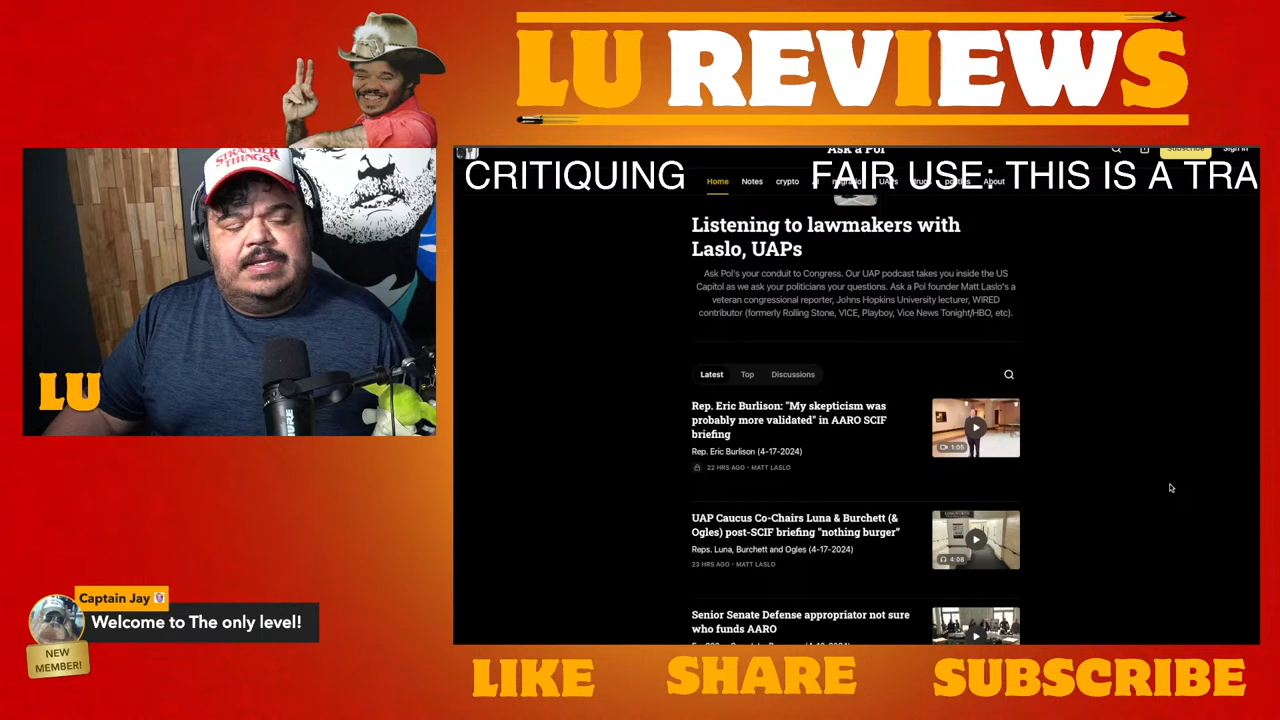 LU REVIEWS
STRANGER
THINGS
LU
Ask a Pol
Subscribe
Sign in
CRITIQUING FAIR USE: THIS IS A TRA
Home Notes crypto UAPs drugs About
Listening to lawmakers with
Laslo, UAPs
Ask Pol's your conduit to Congress. Our UAP podcast takes you inside the US
Capitol as we ask your politicians your questions. Ask a Pol founder Matt Laslo's a
veteran congressional reporter, Johns Hopkins University lecturer, WIRED
contributor (formerly Rolling Stone, VICE, Playboy, Vice News Tonight/HBO, etc).
Latest Top Discussions
Rep. Eric Burlison: "My skepticism was
probably more validated" in AARO SCIF
briefing
Rep. Eric Burlison (4-17-2024)
22 HRS AGO • MATT LASLO
1:05
UAP Caucus Co-Chairs Luna & Burchett (&
Ogles) post-SCIF briefing "nothing burger"
Reps. Luna, Burchett and Ogles (4-17-2024)
23 HRS AGO • MATT LASLO
4:08
Senior Senate Defense appropriator not sure
who funds AARO
SHURE
Captain Jay
Welcome to The only level!
NEW
MEMBER!
LIKE SHARE SUBSCRIBE